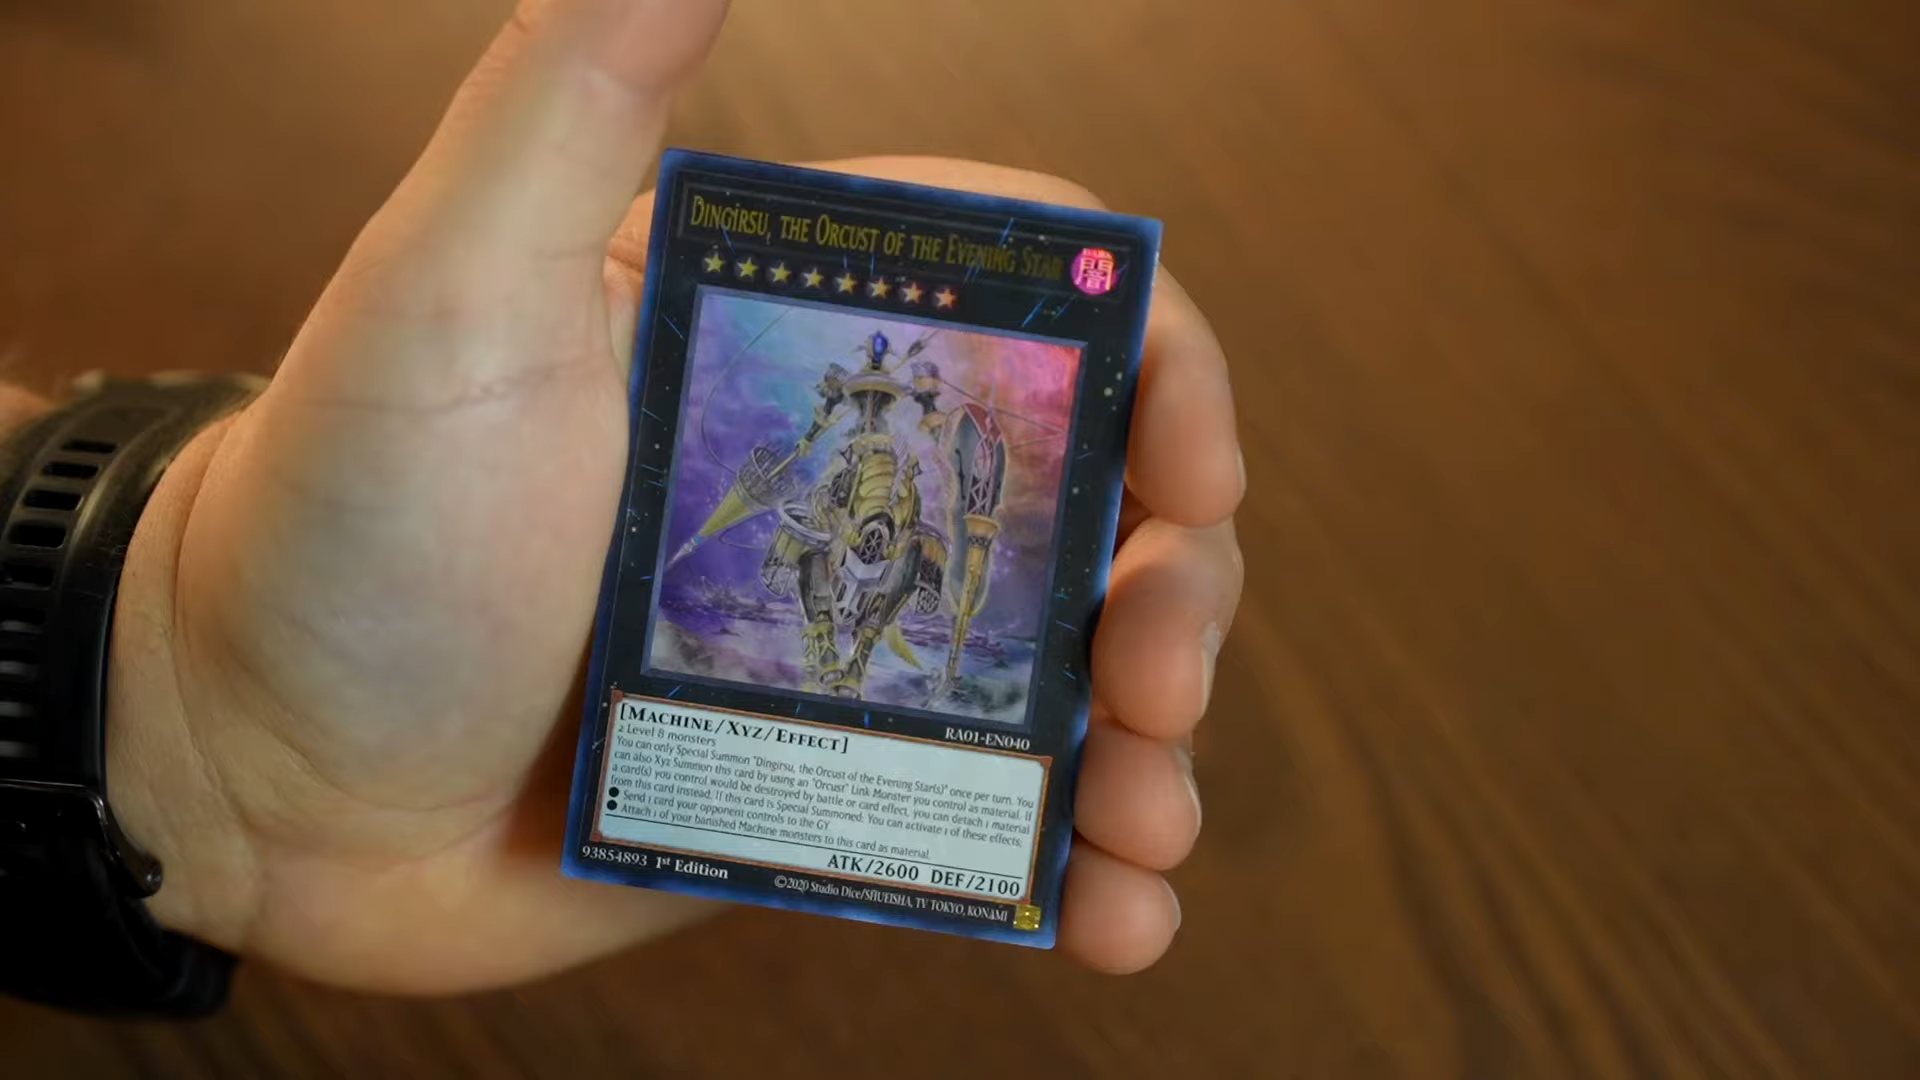 DINGIRSU, THE ORCUST OF THE EVENING STAR
DARK
闇
RA01-EN040
[MACHINE/XYZ/EFFECT]
2 Level 8 monsters
You can only Special Summon "Dingirsu, the Orcust of the Evening Star(s)" once per turn. You
can also Xyz Summon this card by using an "Orcust" Link Monster you control as material. If
a card(s) you control would be destroyed by battle or card effect, you can detach 1 material
from this card instead. If this card is Special Summoned: You can activate 1 of these effects;
● Send 1 card your opponent controls to the GY
● Attach 1 of your banished Machine monsters to this card as material.
ATK/2600 DEF/2100
93854893 1st Edition
©2020 Studio Dice/SHUEISHA, TV TOKYO, KONAMI